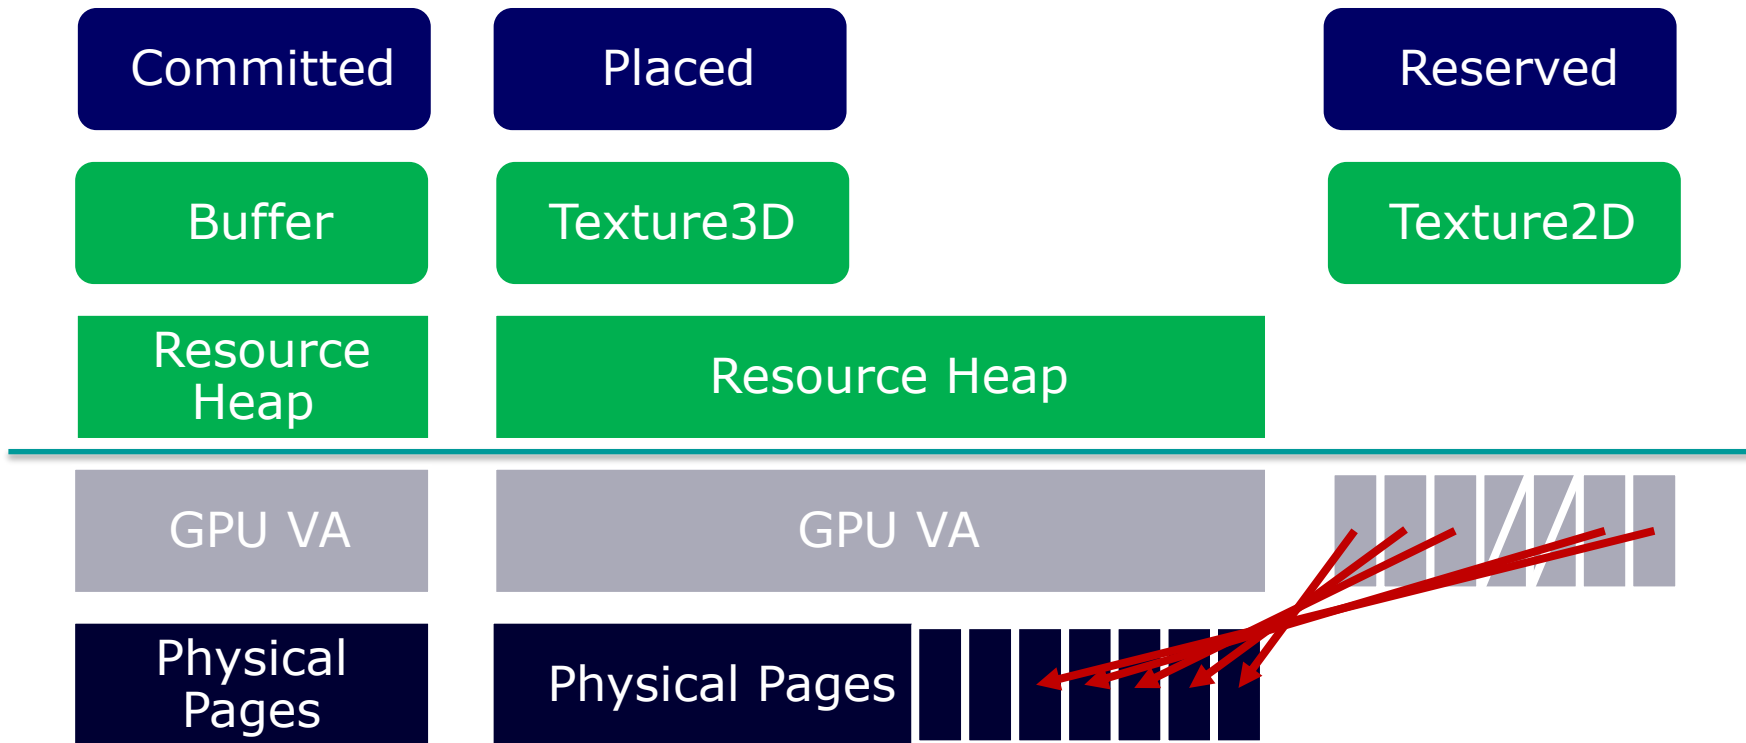 Committed
Placed
Reserved
Buffer
Texture3D
Texture2D
Resource
Heap
Resource Heap
GPU VA
GPU VA
Physical
Pages
Physical Pages